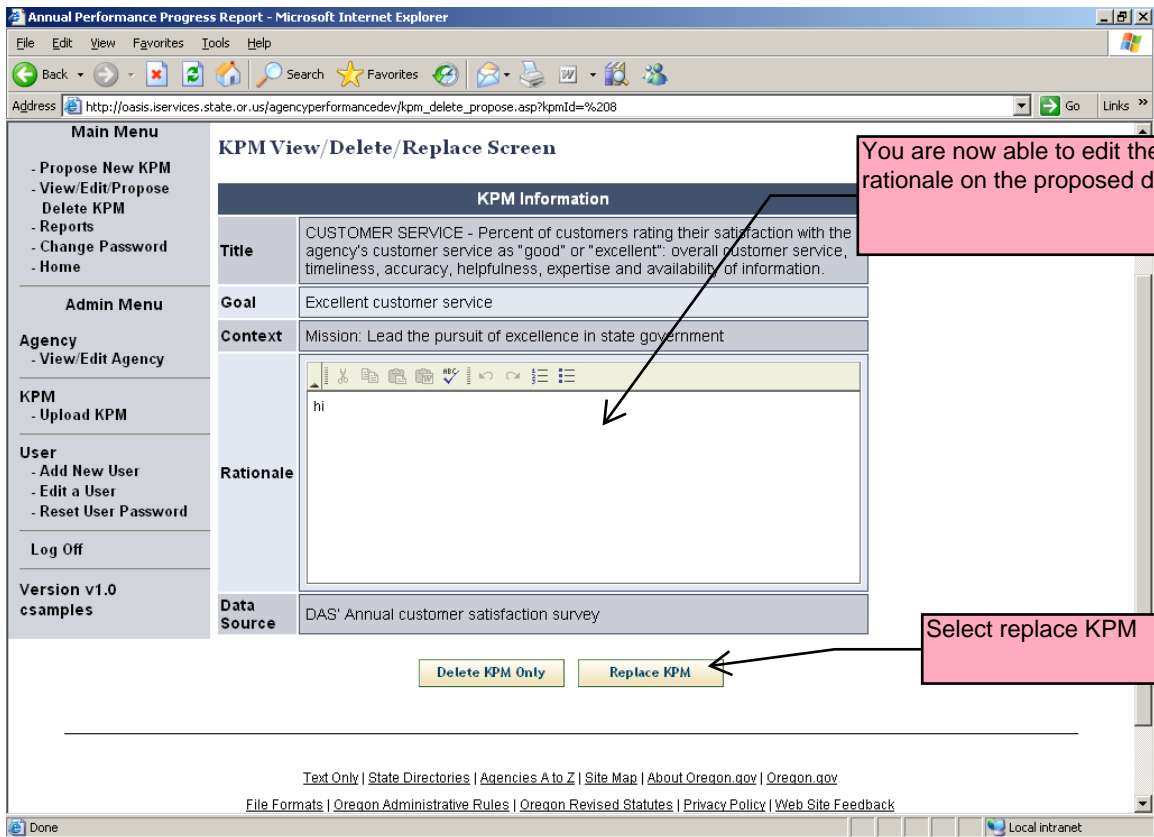 Annual Performance Progress Report - Microsoft Internet Explorer
File Edit View Favorites Tools Help
Back Search Favorites
Address http://oasis.iservices.state.or.us/agencyperformancedev/kpm_delete_propose.asp?kpmId=%208 Go Links »
Main Menu
- Propose New KPM
- View/Edit/Propose
Delete KPM
- Reports
- Change Password
- Home
Admin Menu
Agency
- View/Edit Agency
KPM
- Upload KPM
User
- Add New User
- Edit a User
- Reset User Password
Log Off
Version v1.0
csamples
KPM View/Delete/Replace Screen
You are now able to edit the
rationale on the proposed d
KPM Information
Title
CUSTOMER SERVICE - Percent of customers rating their satisfaction with the
agency's customer service as "good" or "excellent": overall customer service,
timeliness, accuracy, helpfulness, expertise and availability of information.
Goal Excellent customer service
Context Mission: Lead the pursuit of excellence in state government
Rationale
ABC
hi
Data
Source
DAS' Annual customer satisfaction survey
Select replace KPM
Delete KPM Only Replace KPM
Text Only | State Directories | Agencies A to Z | Site Map | About Oregon.gov | Oregon.gov
File Formats | Oregon Administrative Rules | Oregon Revised Statutes | Privacy Policy | Web Site Feedback
Done Local intranet